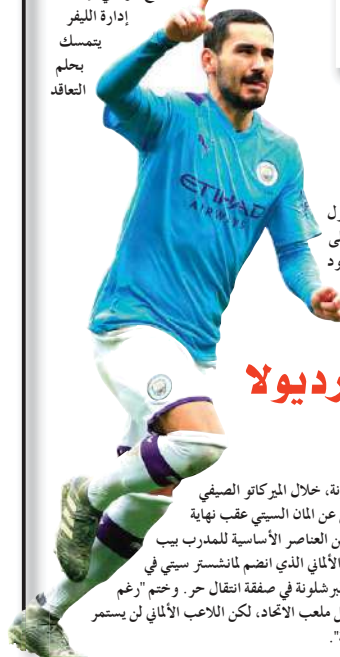 إدارة الليفر
يتمسك
بحلم
التعاقد
ETIHAD
AIRWAYS
ول
ود
رديولا
نة، خلال الميركاتو الصيفي
عن المان السيتي عقب نهاية
ن العناصر الأساسية للمدرب بيب
الألماني الذي انضم لمانشستر سيتي في
برشلونة في صفقة انتقال حر. وختم "رغم
ل ملعب الاتحاد، لكن اللاعب الألماني لن يستمر
".